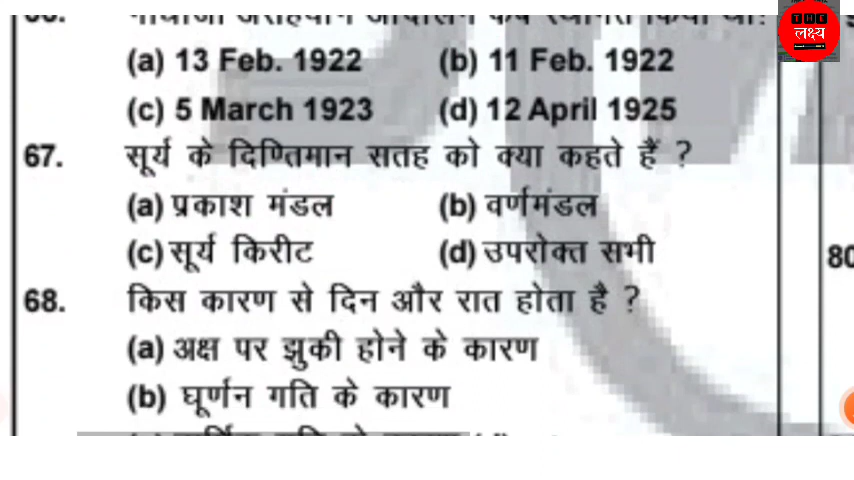 (a) 13 Feb. 1922 (b) 11 Feb. 1922
(c) 5 March 1923 (d) 12 April 1925
67. सूर्य के दिप्तिमान सतह को क्या कहते हैं ?
(a) प्रकाश मंडल (b) वर्णमंडल
(c) सूर्य किरीट (d) उपरोक्त सभी
80
68. किस कारण से दिन और रात होता है ?
(a) अक्ष पर झुकी होने के कारण
(b) घूर्णन गति के कारण
THE
लक्ष्य